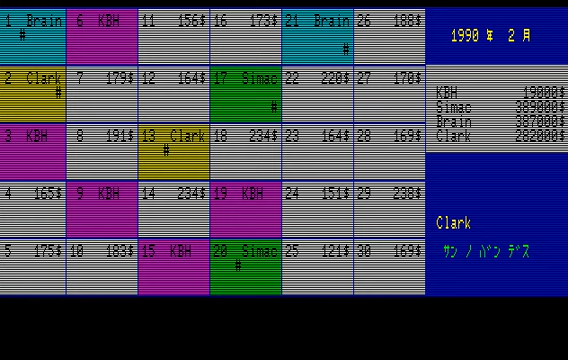 1 Brain 6 KBH 11 156$ 16 173$ 21 Brain 26 188$
# #
2 Clark 7 179$ 12 164$ 17 Simac 22 220$ 27 170$
# #
3 KBH 8 191$ 13 Clark 18 234$ 23 164$ 28 169$
#
4 165$ 9 KBH 14 234$ 19 KBH 24 151$ 29 238$
5 175$ 10 183$ 15 KBH 20 Simac 25 121$ 30 169$
#
1990 年 2 月
KBH 19000$
Simac 389000$
Brain 387000$
Clark 282000$
Clark
サン ノ バン デス